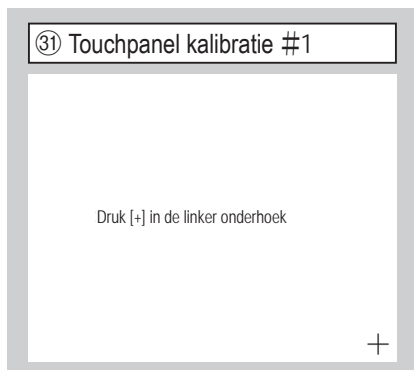 ㉛ Touchpanel kalibratie #1
Druk [+] in de linker onderhoek
+